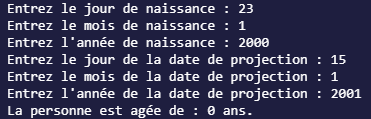 Entrez le jour de naissance : 23
Entrez le mois de naissance : 1
Entrez l'année de naissance : 2000
Entrez le jour de la date de projection : 15
Entrez le mois de la date de projection : 1
Entrez l'année de la date de projection : 2001
La personne est agée de : 0 ans.